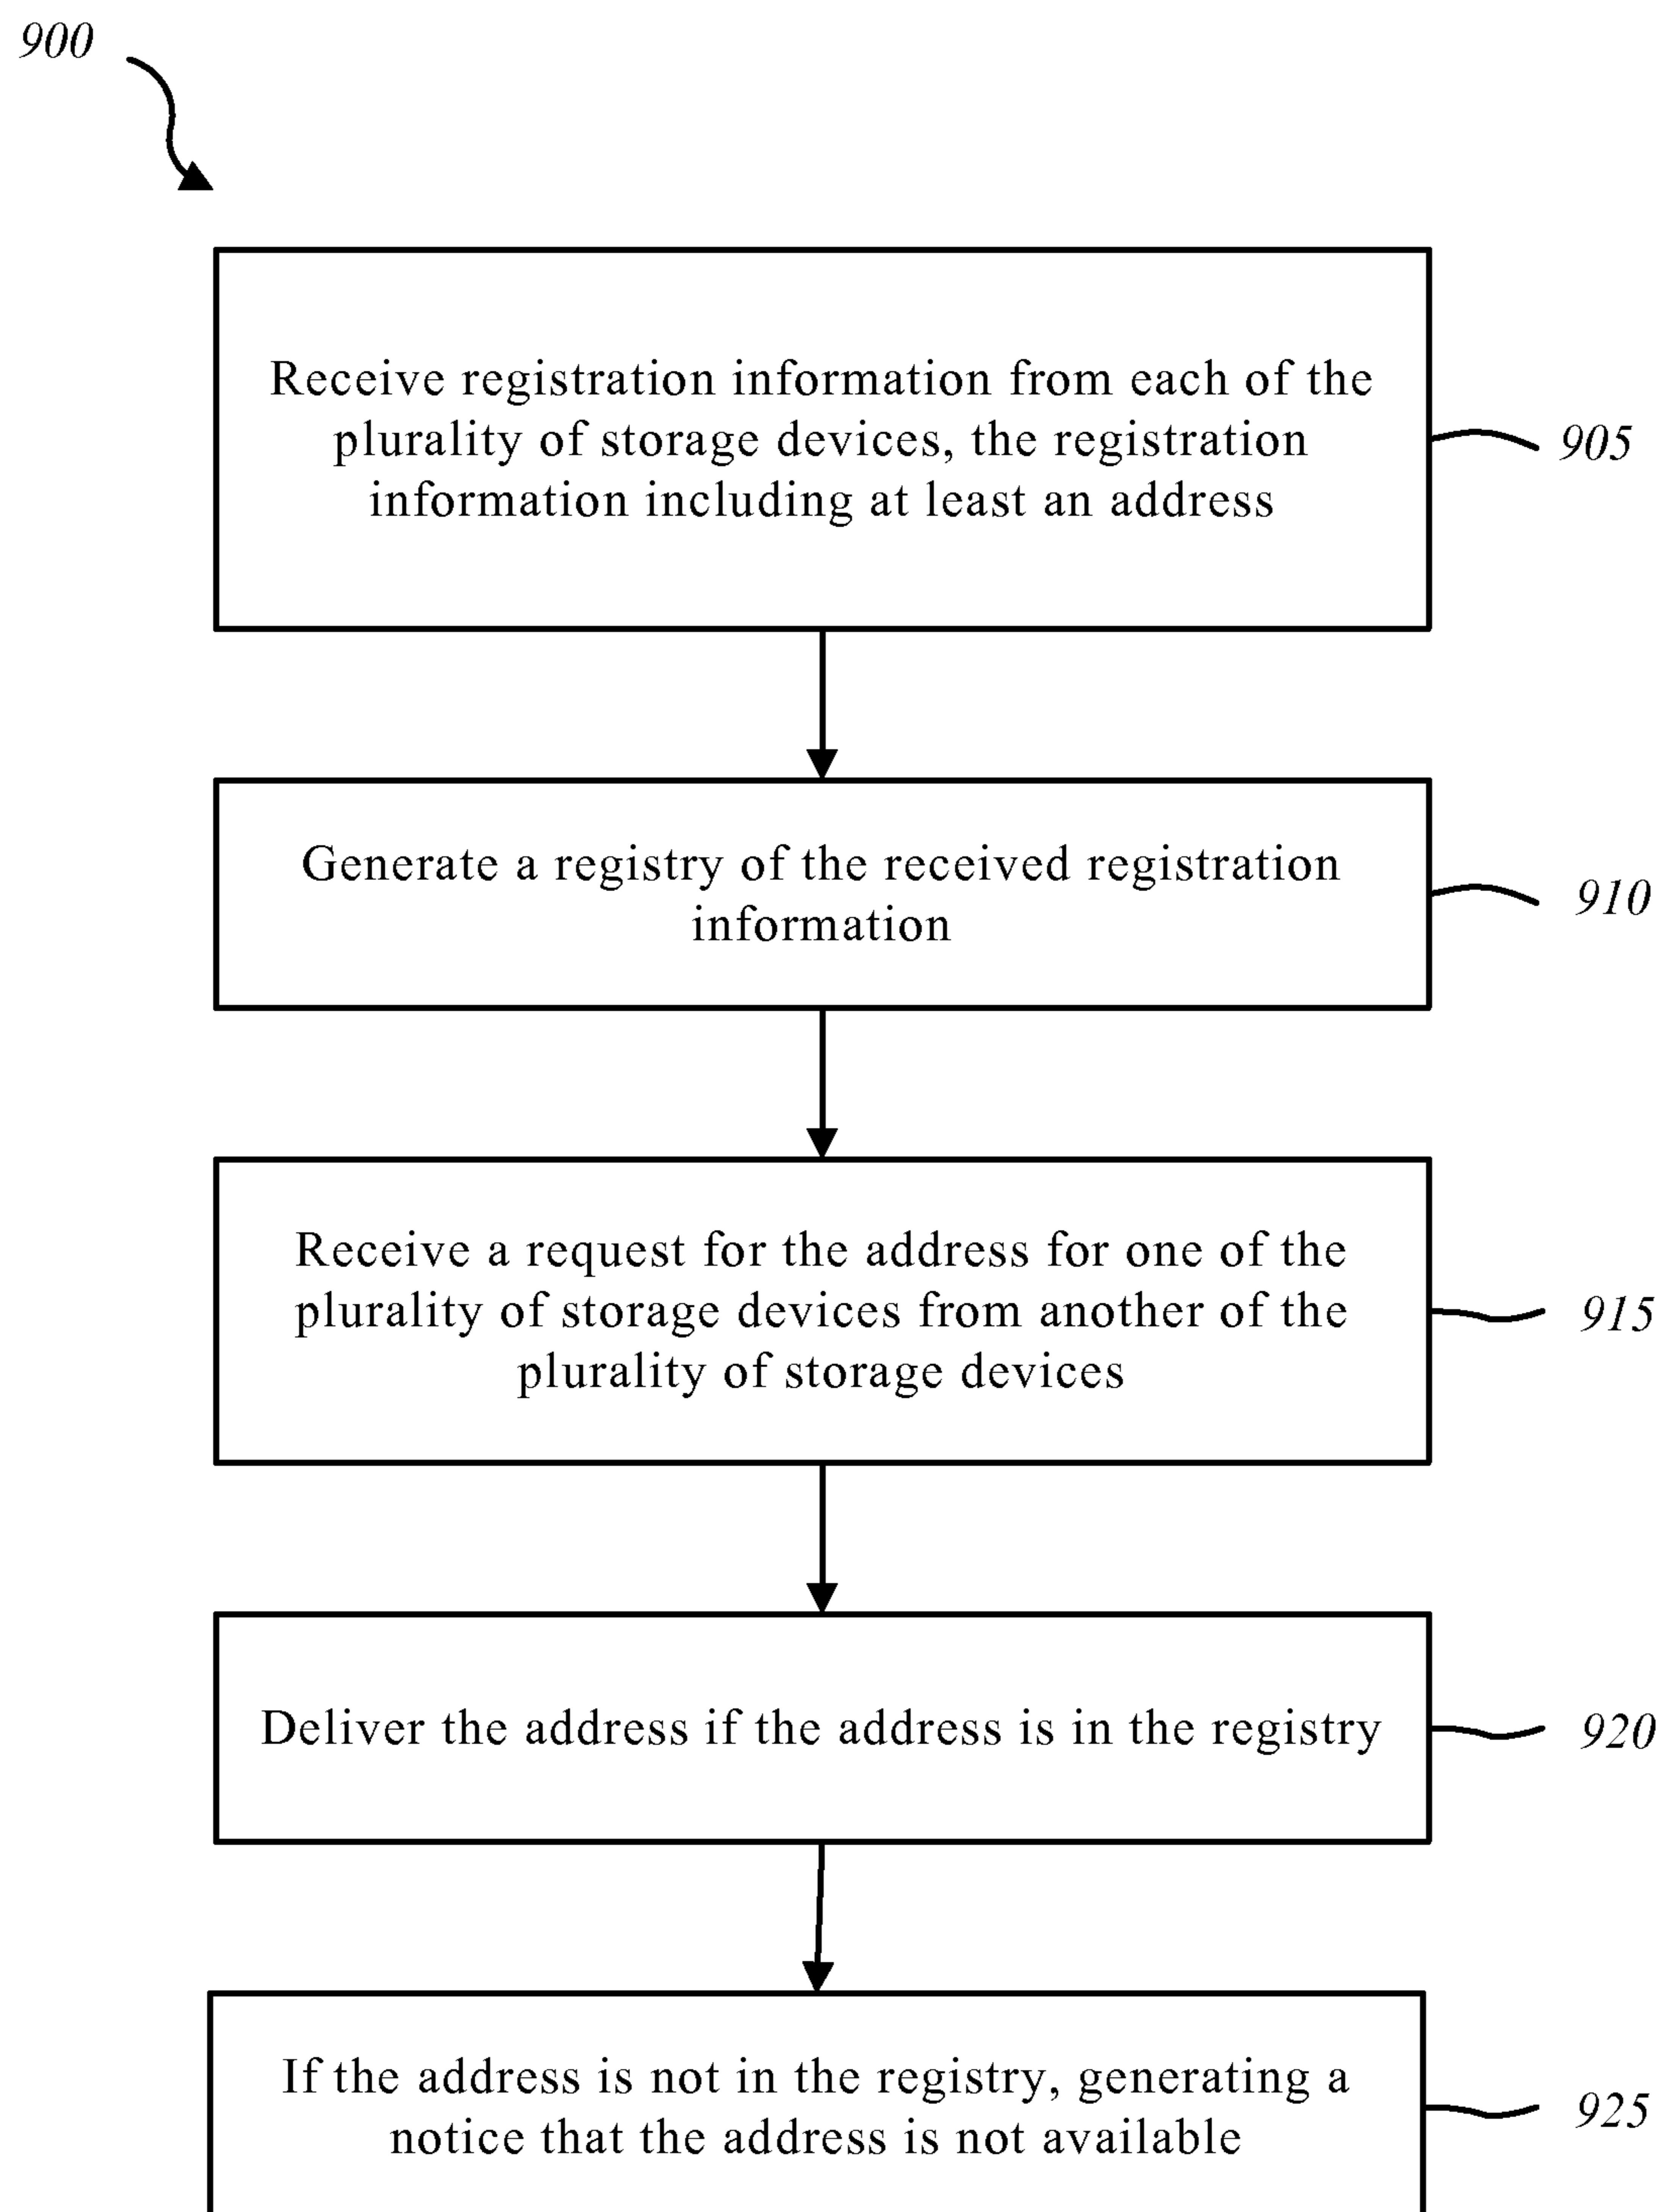 900
Receive registration information from each of the
plurality of storage devices, the registration
information including at least an address
905
Generate a registry of the received registration
information
910
Receive a request for the address for one of the
plurality of storage devices from another of the
plurality of storage devices
915
Deliver the address if the address is in the registry
920
If the address is not in the registry, generating a
notice that the address is not available
925